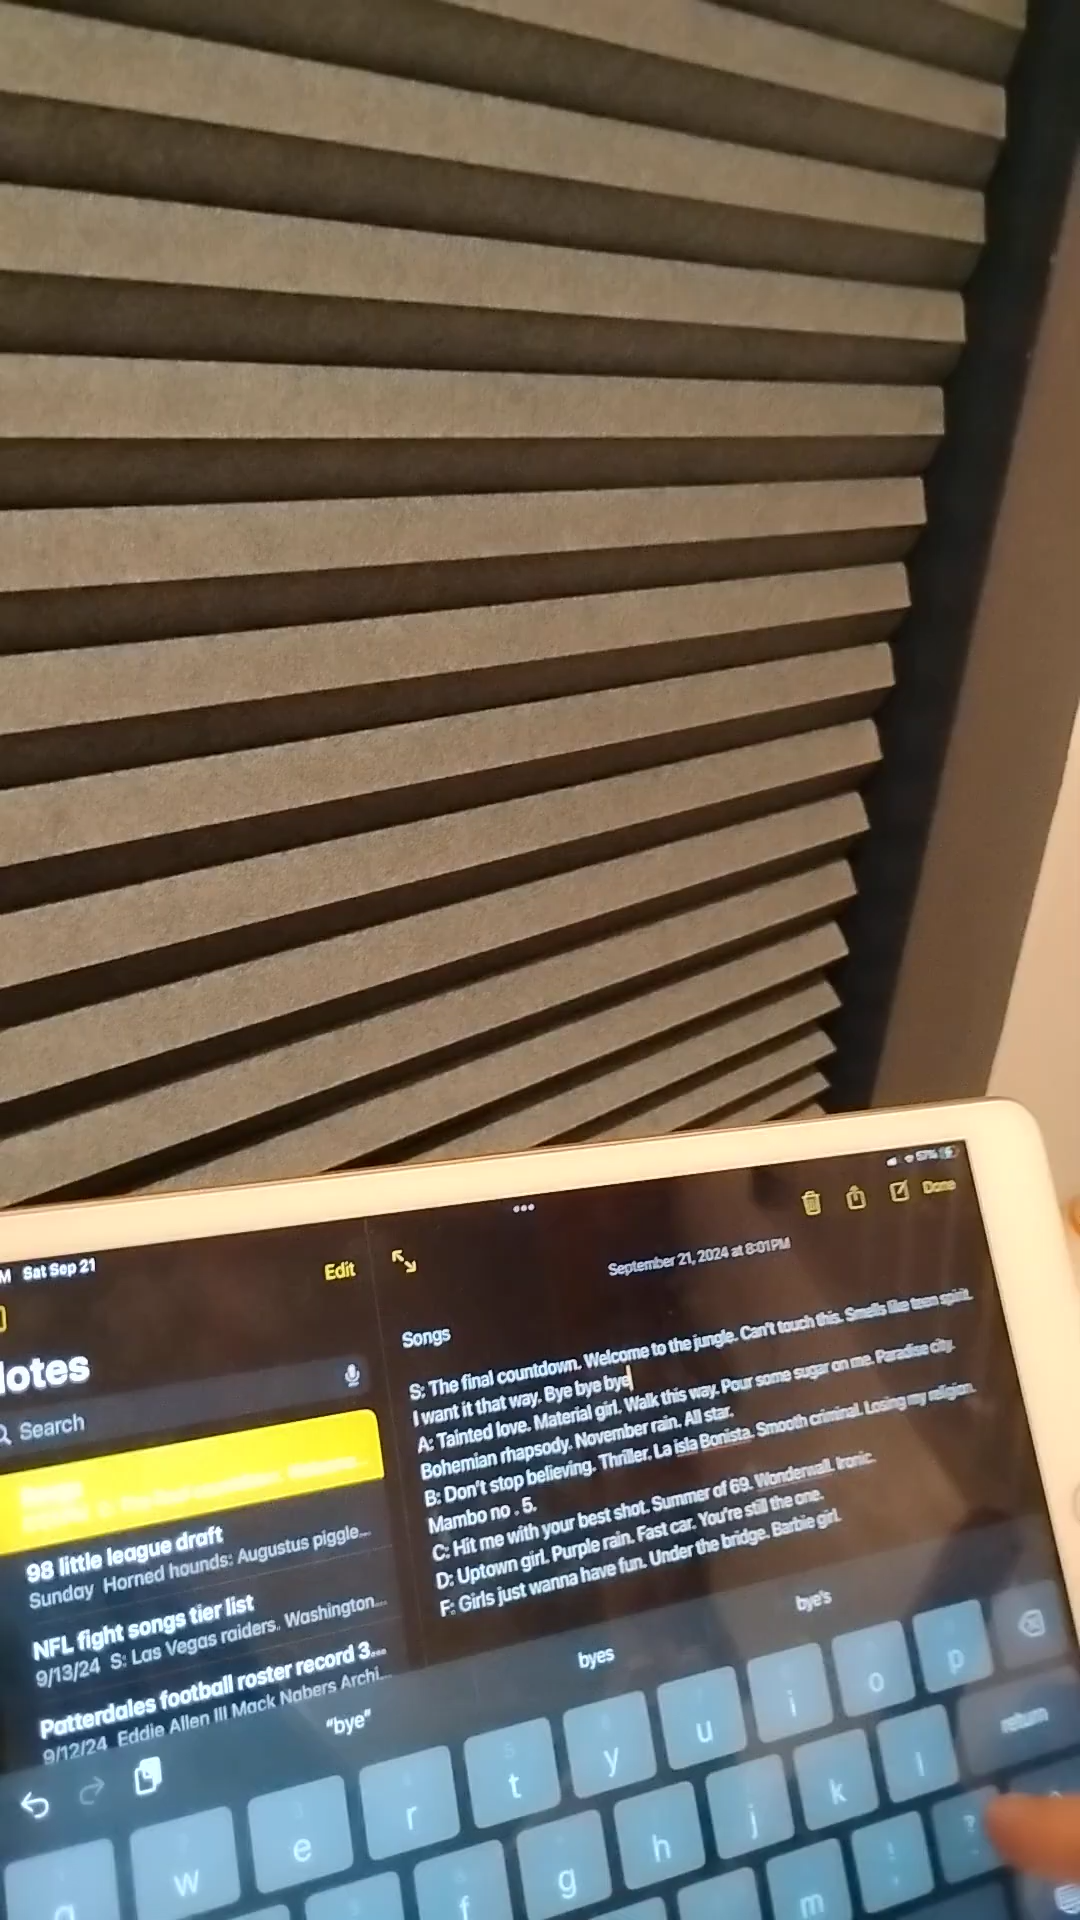 M Sat Sep 21
57%
Edit
Done
September 21, 2024 at 8:01 PM
Notes
Search
98 little league draft
Sunday Horned hounds: Augustus piggle...
NFL fight songs tier list
9/13/24 S: Las Vegas raiders. Washington...
Patterdales football roster record 3...
9/12/24 Eddie Allen III Mack Nabers Archi...
Songs
S: The final countdown. Welcome to the jungle. Can't touch this. Smells like teen spirit.
I want it that way. Bye bye bye
A: Tainted love. Material girl. Walk this way. Pour some sugar on me. Paradise city.
Bohemian rhapsody. November rain. All star.
B: Don't stop believing. Thriller. La isla Bonista. Smooth criminal. Losing my religion.
Mambo no . 5.
C: Hit me with your best shot. Summer of 69. Wonderwall. Ironic.
D: Uptown girl. Purple rain. Fast car. You're still the one.
F: Girls just wanna have fun. Under the bridge. Barbie girl.
"bye" byes bye's
q w e r t y u i o p
f g h j k l return
m ! ?